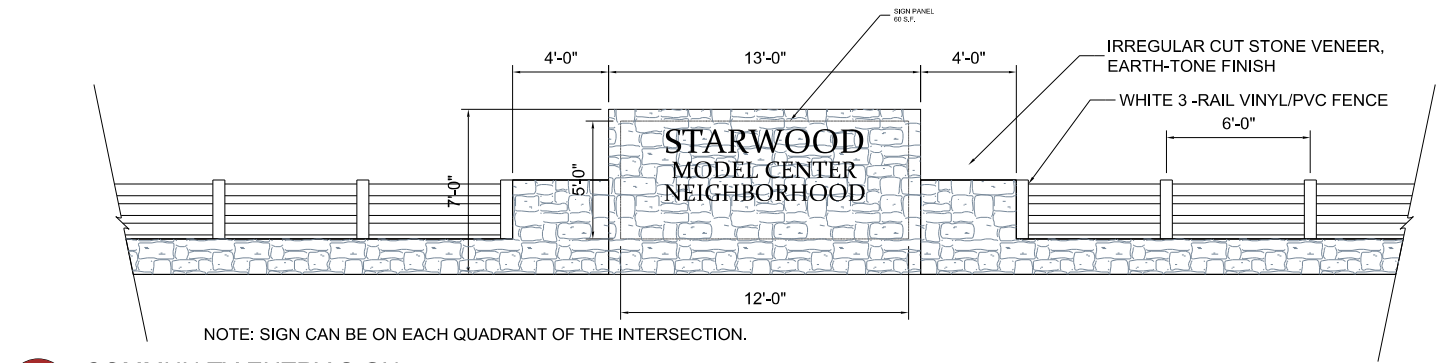 SIGN PANEL
60 S.F.
4'-0"
13'-0"
4'-0"
IRREGULAR CUT STONE VENEER,
EARTH-TONE FINISH
WHITE 3 -RAIL VINYL/PVC FENCE
6'-0"
7'-0"
5'-0"
STARWOOD
MODEL CENTER
NEIGHBORHOOD
12'-0"
NOTE: SIGN CAN BE ON EACH QUADRANT OF THE INTERSECTION.